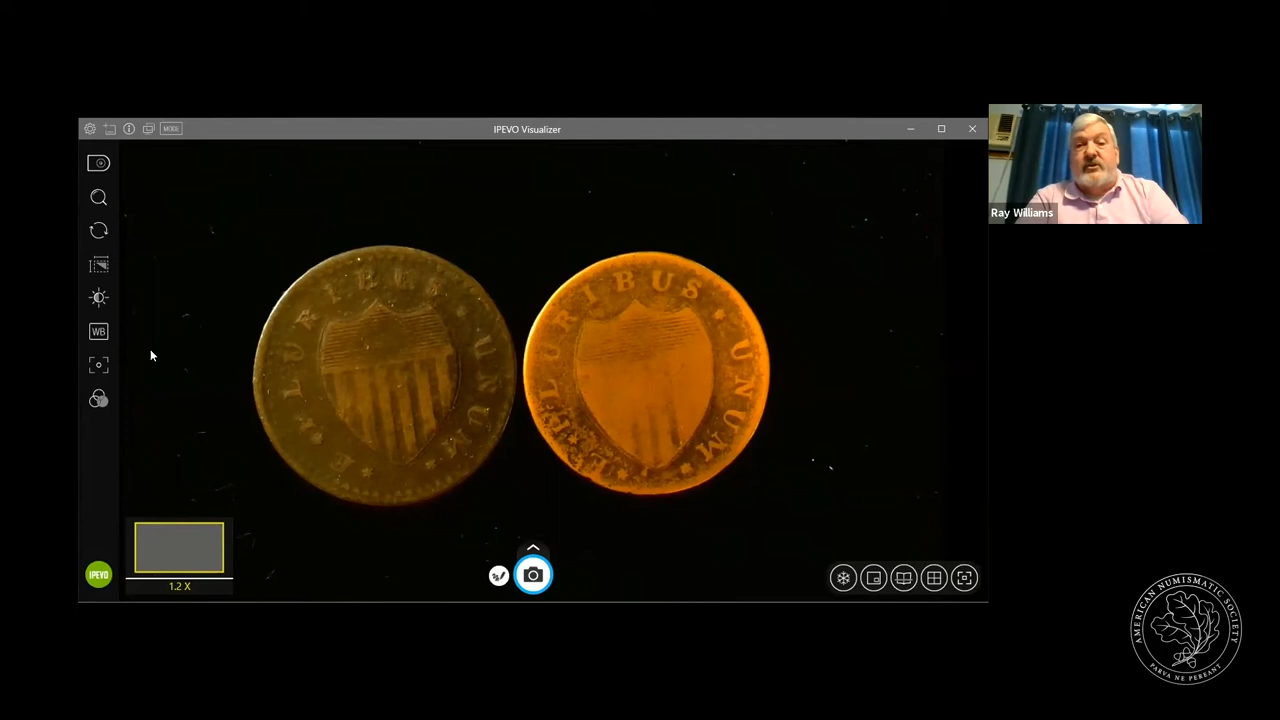 MODE
IPEVO Visualizer
Ray Williams
WB
E PLURIBUS UNUM
E PLURIBUS UNUM
IPEVO
1.2 X
AMERICAN NUMISMATIC SOCIETY
PARVA NE PEREANT